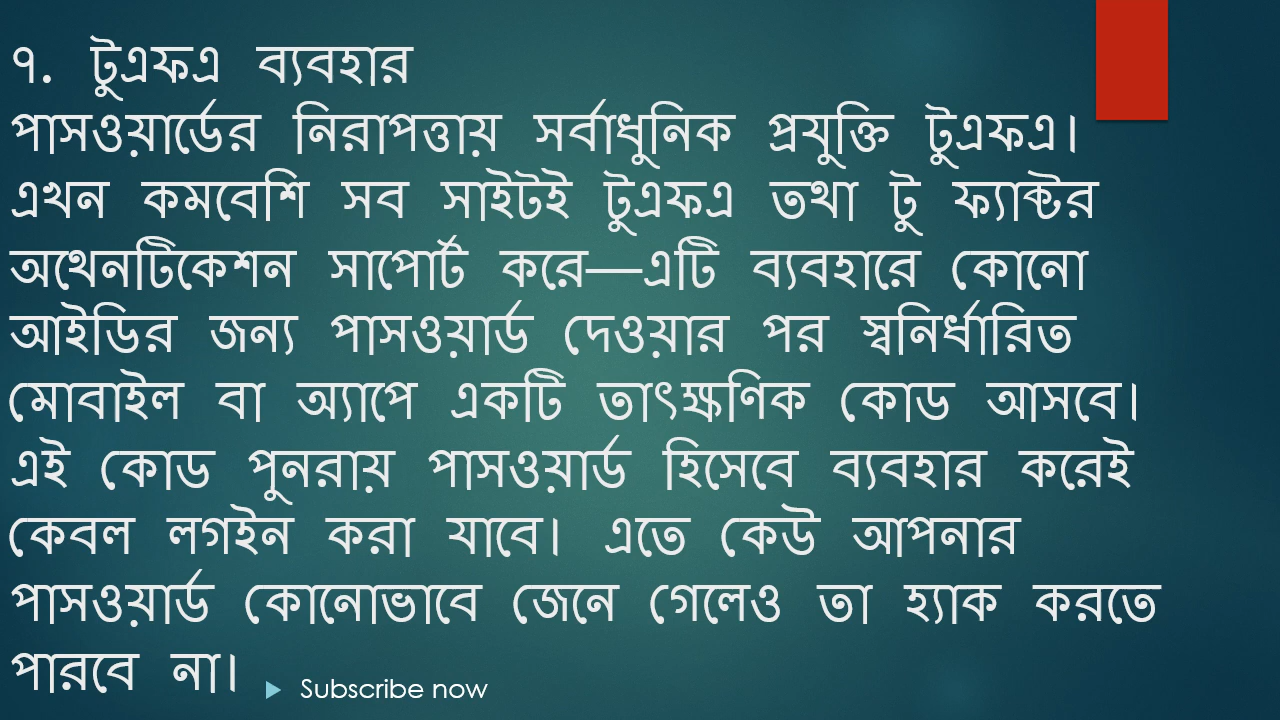 ৭. টুএফএ ব্যবহার
পাসওয়ার্ডের নিরাপত্তায় সর্বাধুনিক প্রযুক্তি টুএফএ।
এখন কমবেশি সব সাইটই টুএফএ তথা টু ফ্যাক্টর
অথেনটিকেশন সাপোর্ট করে—এটি ব্যবহারে কোনো
আইডির জন্য পাসওয়ার্ড দেওয়ার পর স্বনির্ধারিত
মোবাইল বা অ্যাপে একটি তাৎক্ষণিক কোড আসবে।
এই কোড পুনরায় পাসওয়ার্ড হিসেবে ব্যবহার করেই
কেবল লগইন করা যাবে। এতে কেউ আপনার
পাসওয়ার্ড কোনোভাবে জেনে গেলেও তা হ্যাক করতে
পারবে না।
Subscribe now